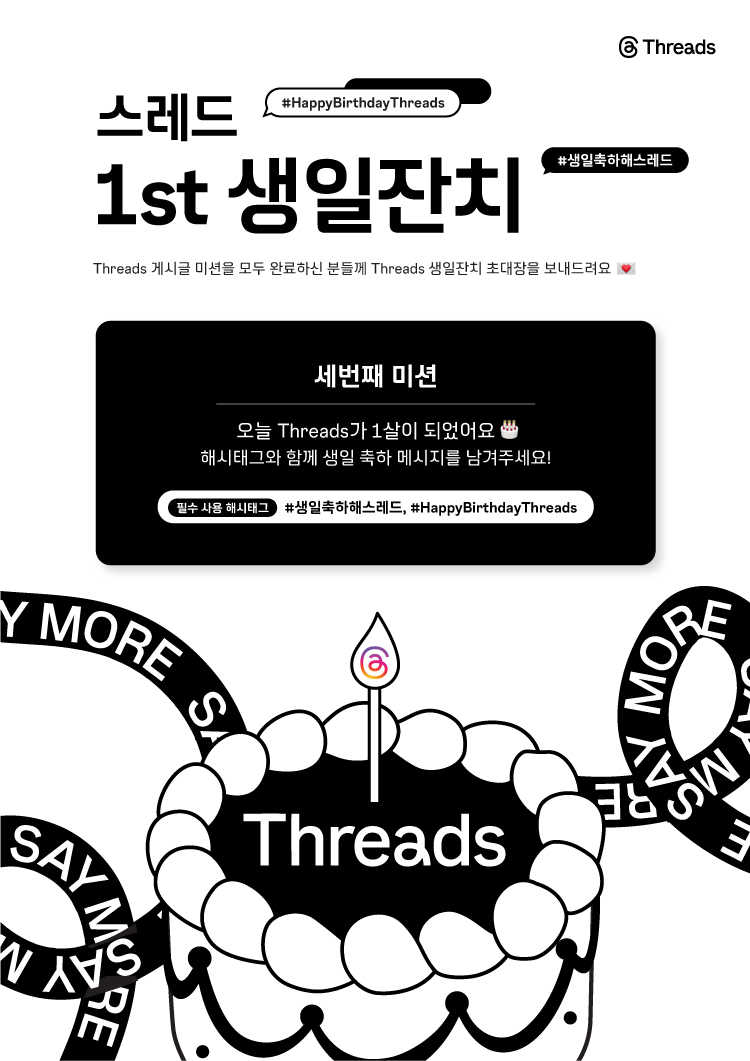 Threads
스레드
#HappyBirthdayThreads
1st 생일잔치
#생일축하해스레드
Threads 게시글 미션을 모두 완료하신 분들께 Threads 생일잔치 초대장을 보내드려요 💌
세번째 미션
오늘 Threads가 1살이 되었어요 🎂
해시태그와 함께 생일 축하 메시지를 남겨주세요!
필수 사용 해시태그 #생일축하해스레드, #HappyBirthdayThreads
Y MORE SA
MORE
SAY M
RE
SAY
E
Threads
SAY M
SAY M
RE